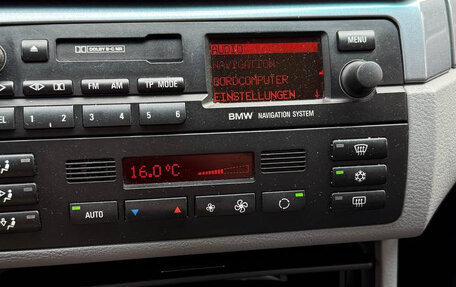 DOLBY B-C NR
AUDIO
NAVIGATION
BORDCOMPUTER
EINSTELLUNGEN
MENU
FM AM TP MODE
EL 1 2 3 4 5 6
BMW NAVIGATION SYSTEM
16.0°C
AUTO